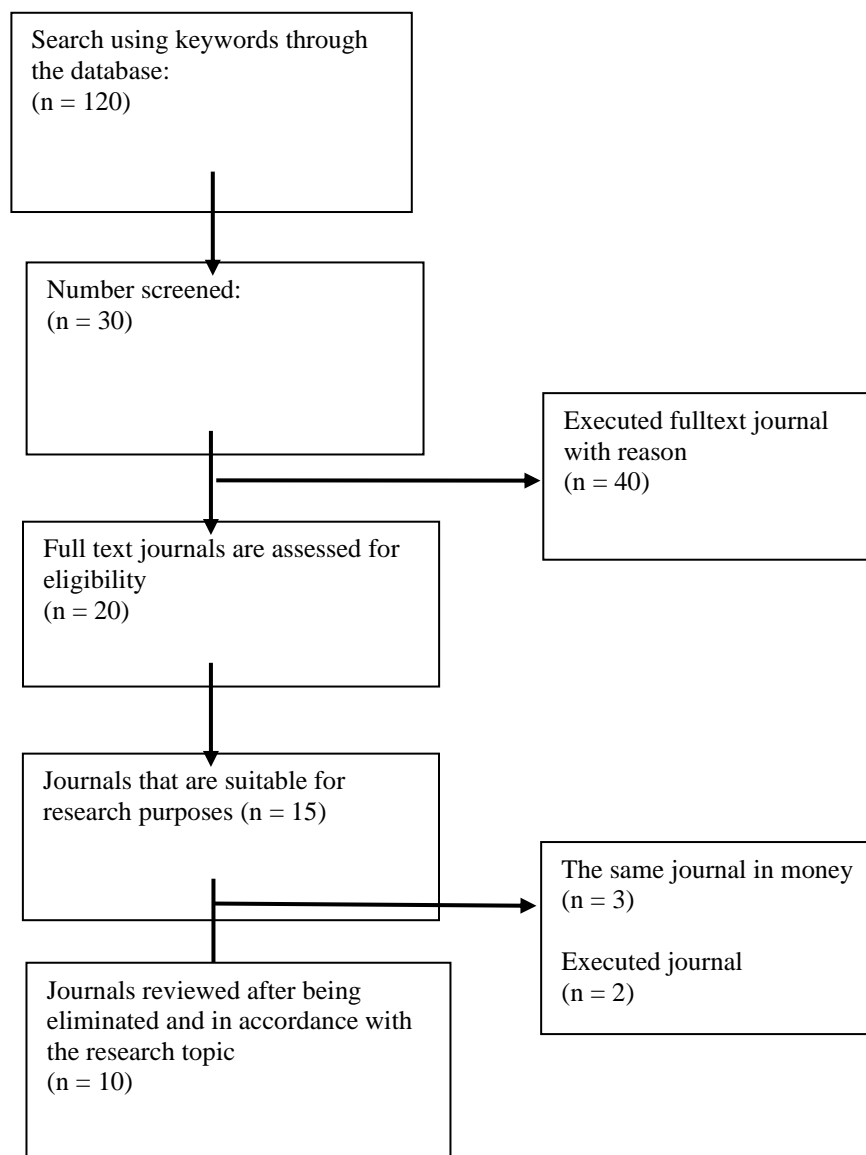 Search using keywords through
the database:
(n = 120)
Number screened:
(n = 30)
Executed fulltext journal
with reason
(n = 40)
Full text journals are assessed for
eligibility
(n = 20)
Journals that are suitable for
research purposes (n = 15)
The same journal in money
(n = 3)
Executed journal
(n = 2)
Journals reviewed after being
eliminated and in accordance with
the research topic
(n = 10)